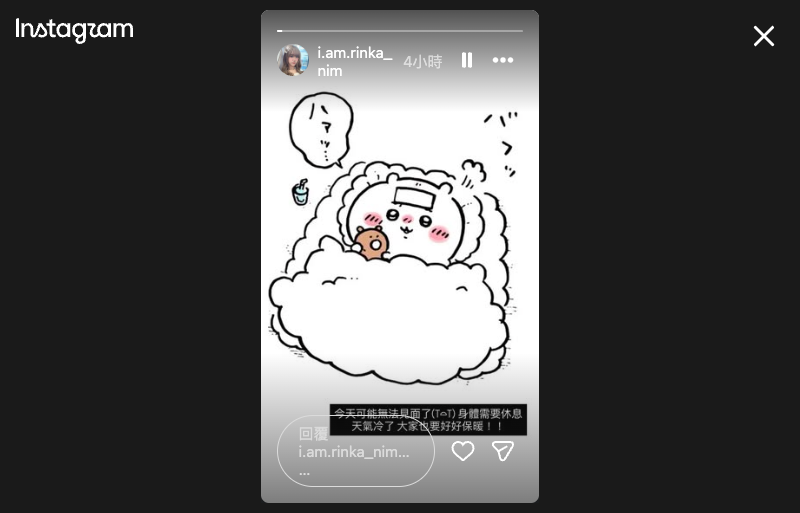 Instagram
i.am.rinka_
nim
4小時
ハァッ…
バフッ
今天可能無法見面了(T⌓T) 身體需要休息
天氣冷了 大家也要好好保暖！！
回覆
i.am.rinka_nim...
...